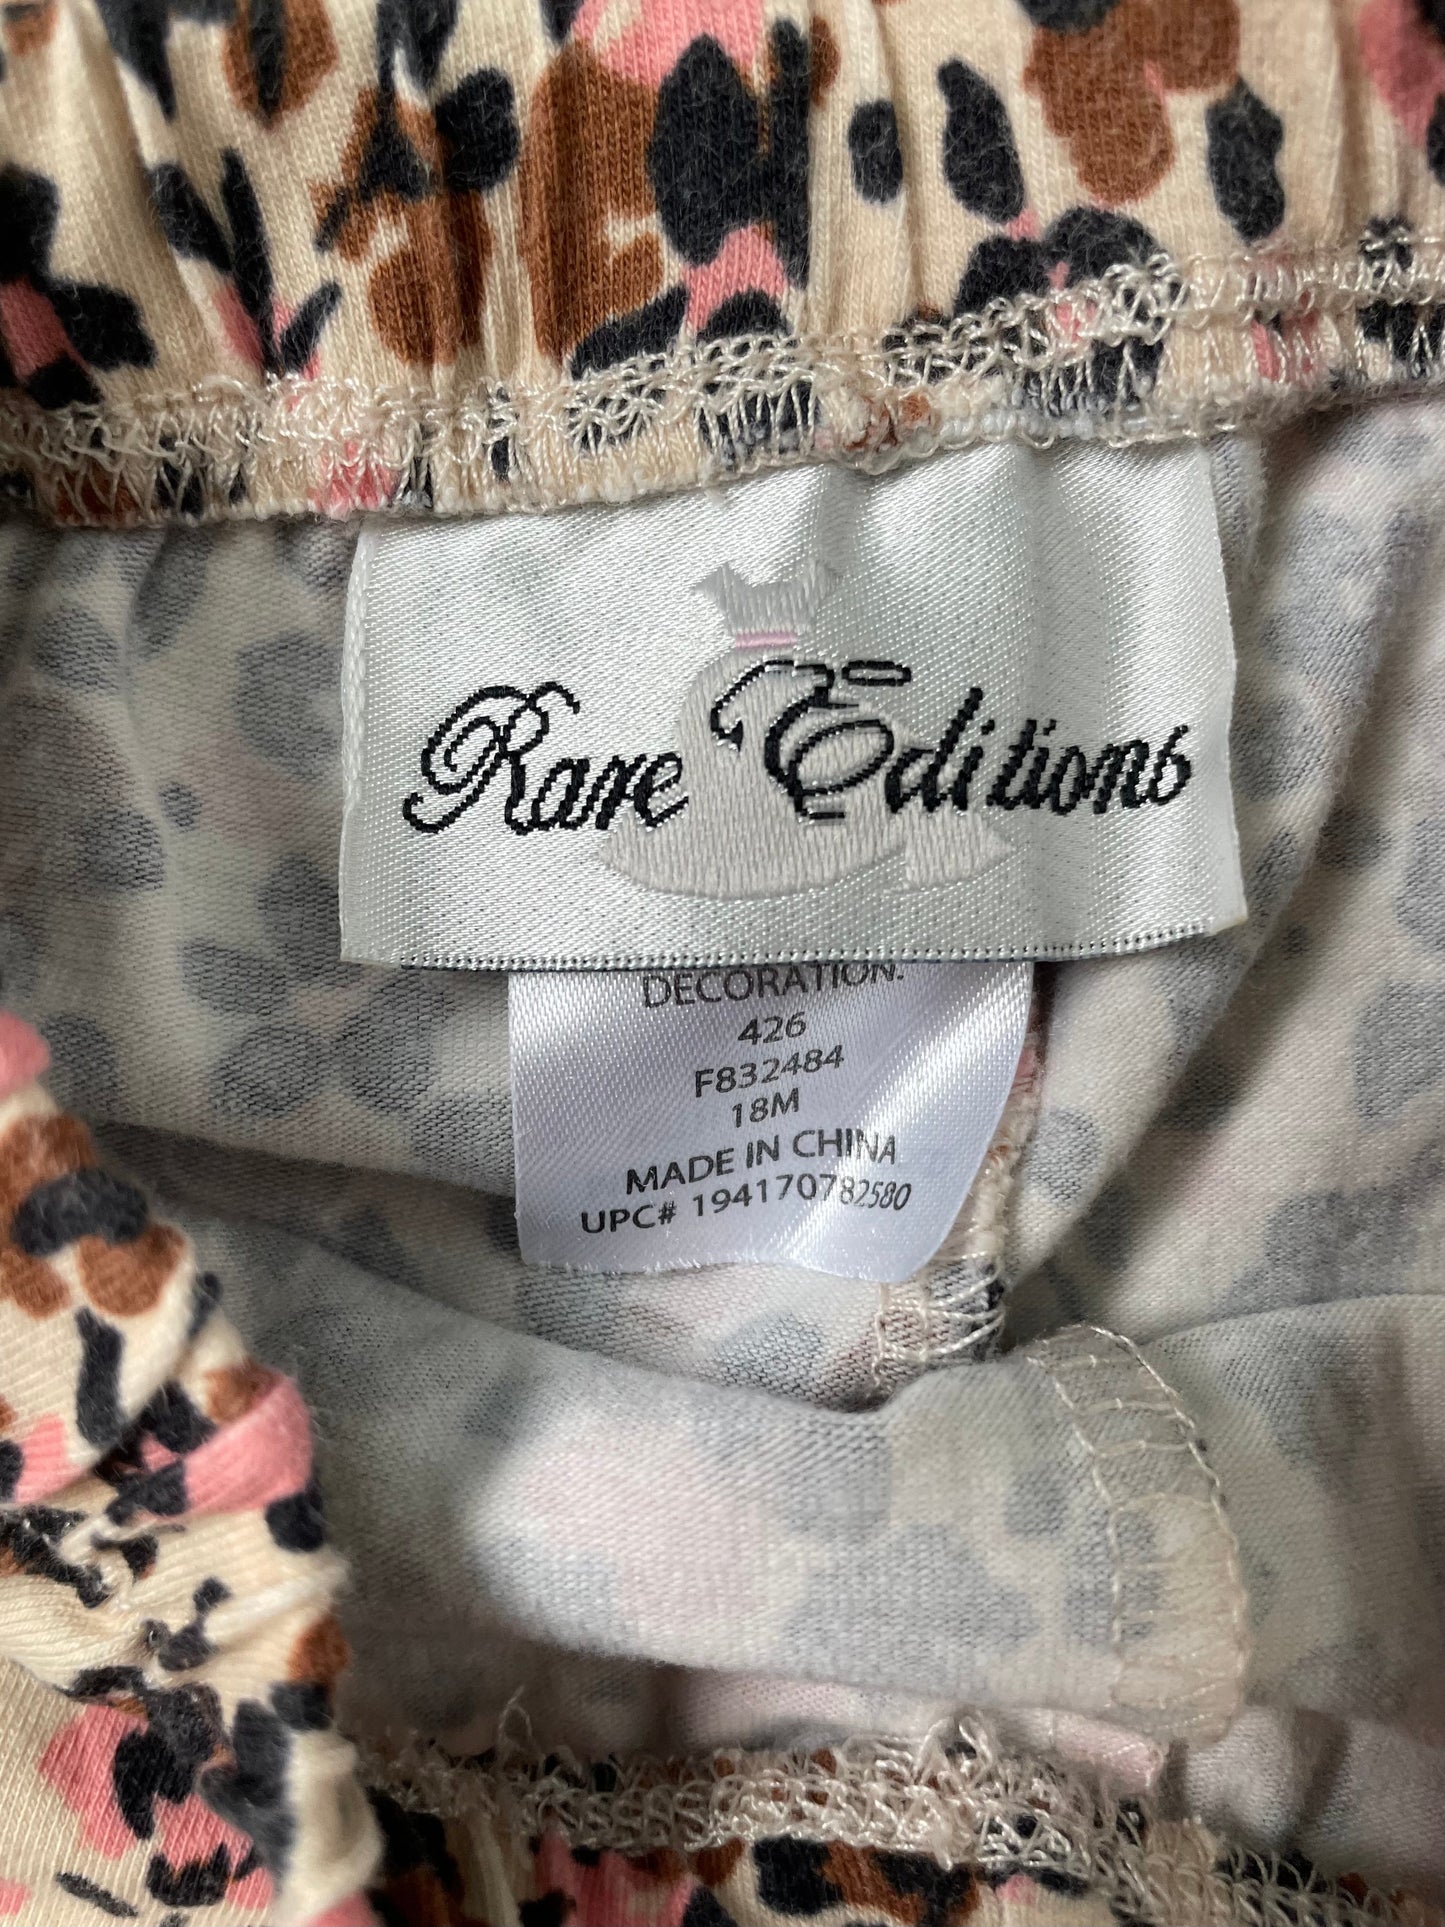 Rare Editions
DECORATION.
426
F832484
18M
MADE IN CHINA
UPC# 194170782580